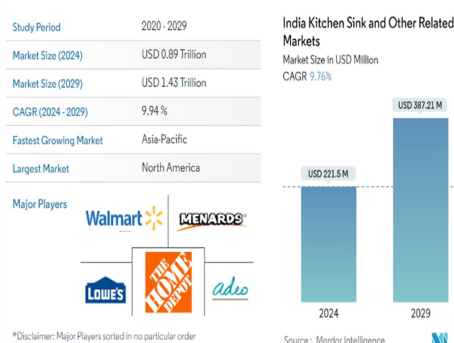 Study Period 2020 - 2029
Market Size (2024) USD 0.89 Trillion
Market Size (2029) USD 1.43 Trillion
CAGR (2024 - 2029) 9.94 %
Fastest Growing Market Asia-Pacific
Largest Market North America
Major Players
Walmart
MENARDS
LOWE'S
THE HOME DEPOT
adeo
*Disclaimer: Major Players sorted in no particular order
India Kitchen Sink and Other Related
Markets
Market Size in USD Million
CAGR 9.76%
USD 387.21 M
USD 221.5 M
2024 2029
Source : Mordor Intelligence